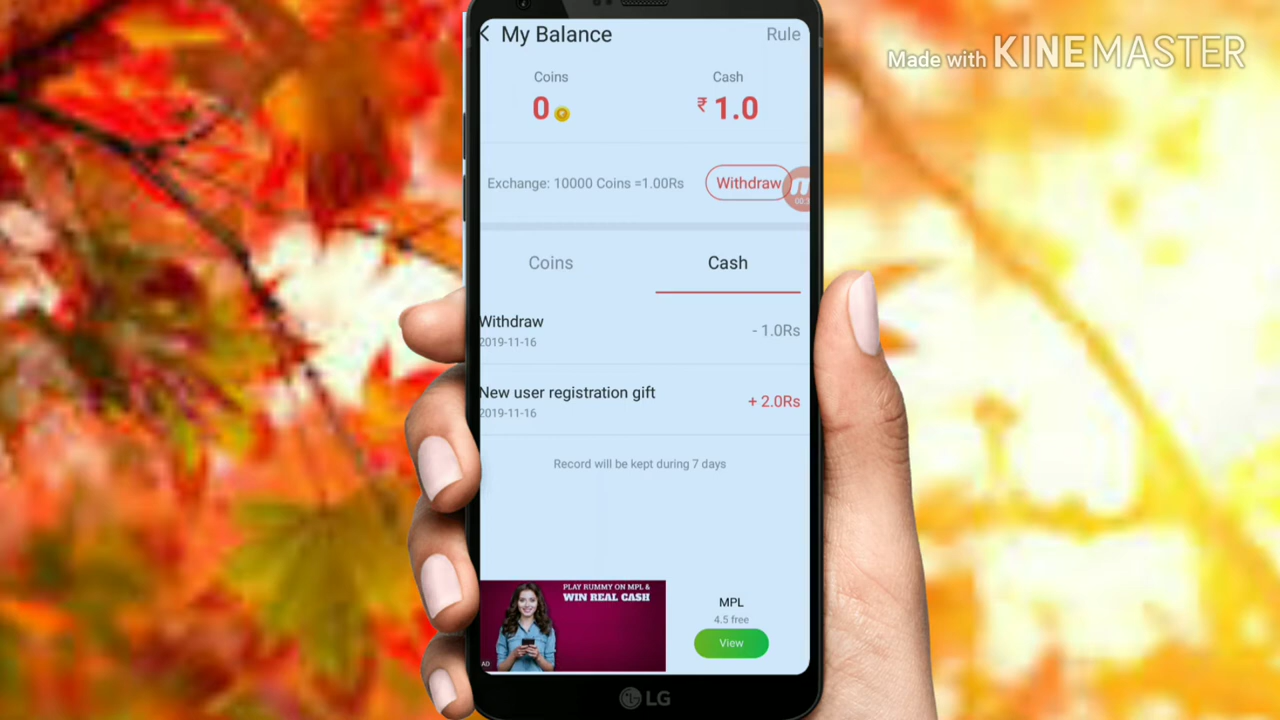 My Balance
Rule
Made with KINEMASTER
Coins
Cash
0
₹ 1.0
Exchange: 10000 Coins =1.00Rs
Withdraw
Coins
Cash
Withdraw
- 1.0Rs
2019-11-16
New user registration gift
+ 2.0Rs
2019-11-16
Record will be kept during 7 days
PLAY RUMMY ON MPL &
WIN REAL CASH
MPL
4.5 free
View
AD
LG